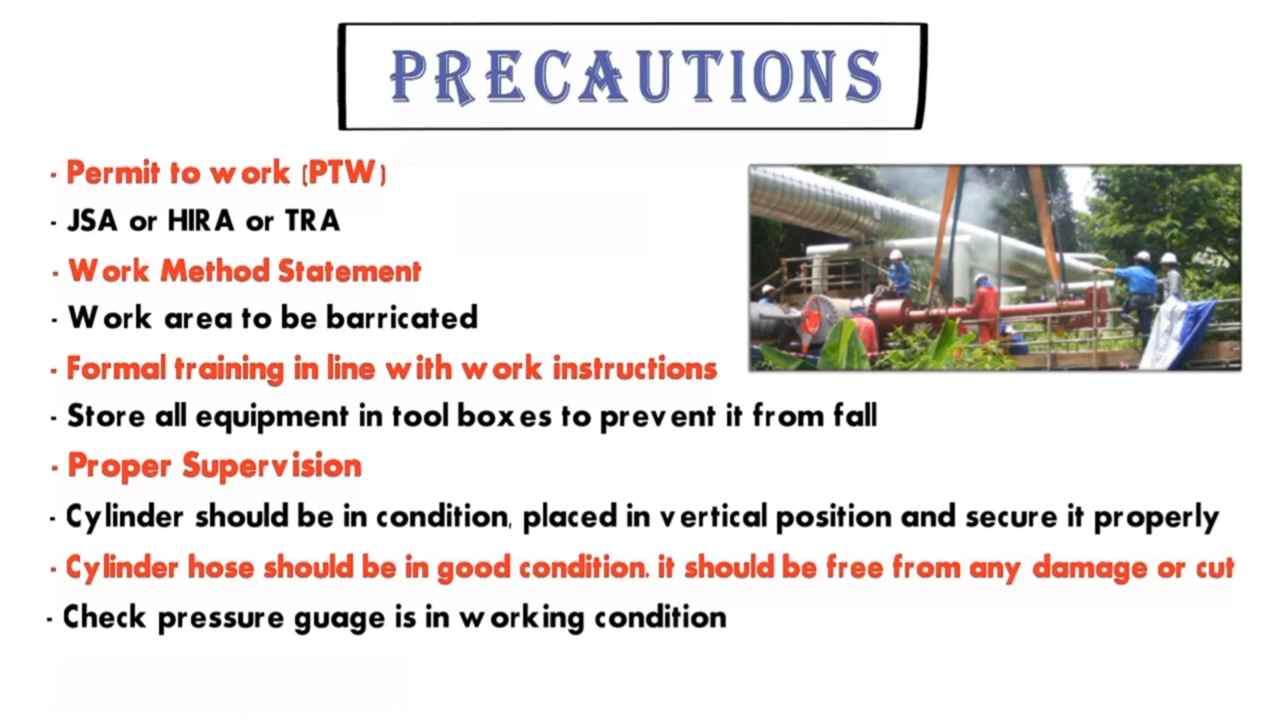 PRECAUTIONS
- Permit to work (PTW)
- JSA or HIRA or TRA
- Work Method Statement
- Work area to be barricated
- Formal training in line with work instructions
- Store all equipment in tool boxes to prevent it from fall
- Proper Supervision
- Cylinder should be in condition, placed in vertical position and secure it properly
- Cylinder hose should be in good condition. it should be free from any damage or cut
- Check pressure guage is in working condition